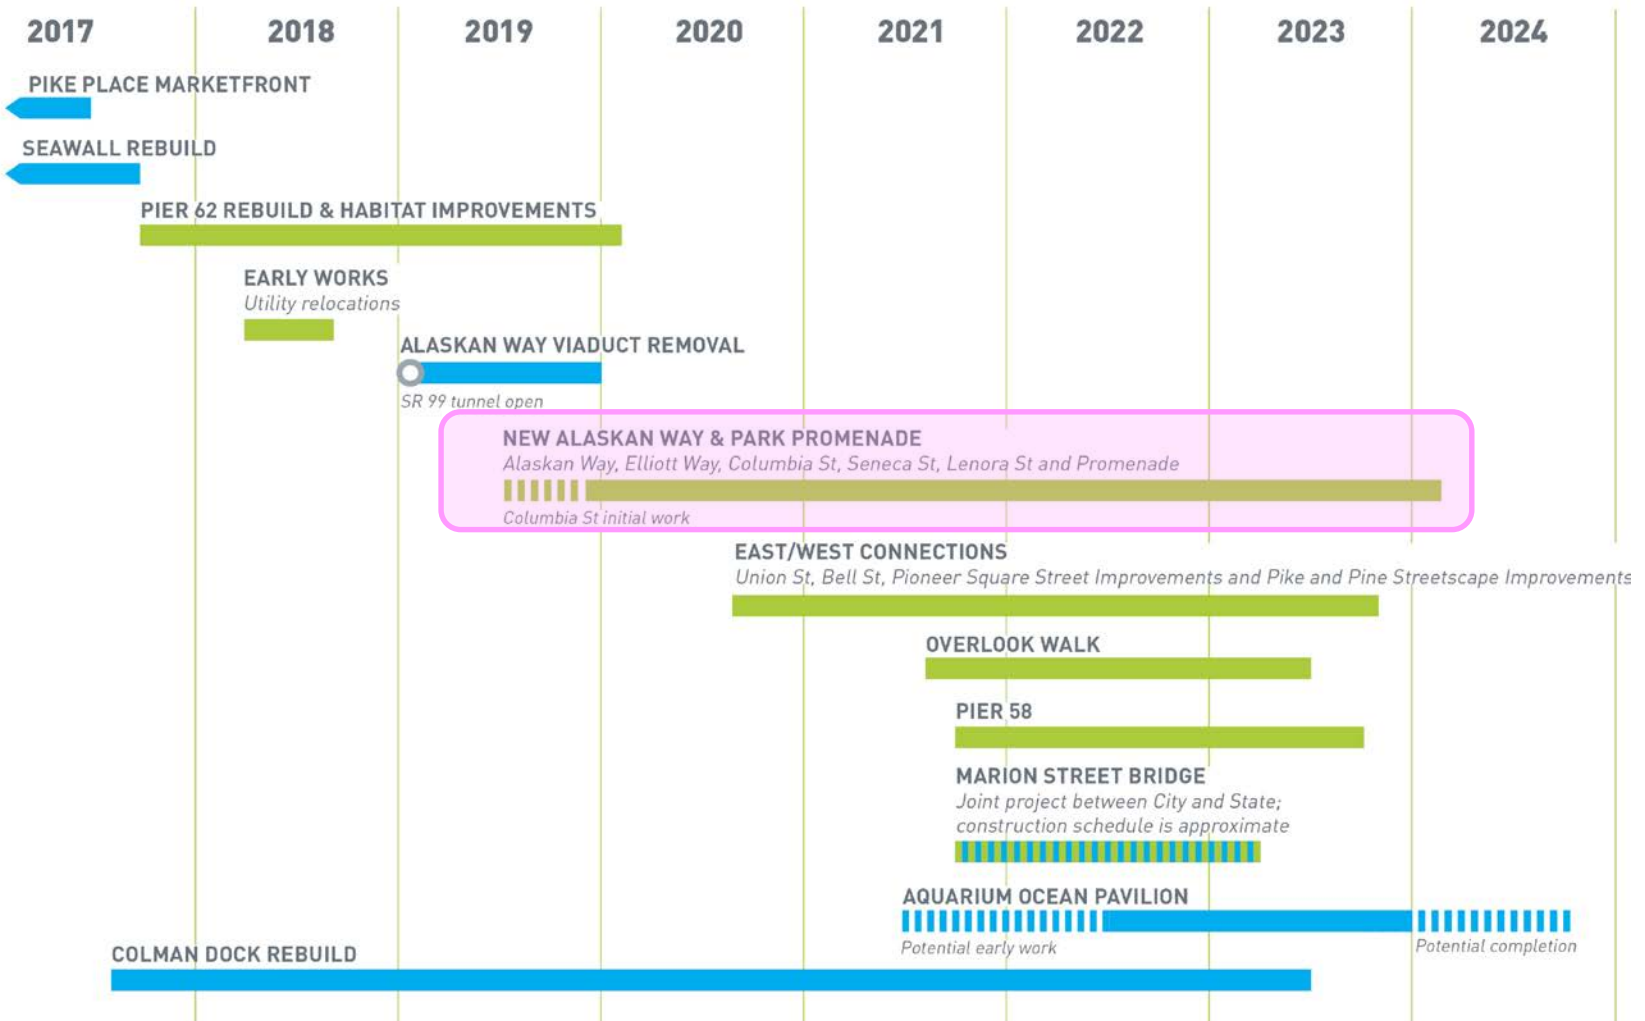 2017 2018 2019 2020 2021 2022 2023 2024
PIKE PLACE MARKETFRONT
SEAWALL REBUILD
PIER 62 REBUILD & HABITAT IMPROVEMENTS
EARLY WORKS
Utility relocations
ALASKAN WAY VIADUCT REMOVAL
SR 99 tunnel open
NEW ALASKAN WAY & PARK PROMENADE
Alaskan Way, Elliott Way, Columbia St, Seneca St, Lenora St and Promenade
Columbia St initial work
EAST/WEST CONNECTIONS
Union St, Bell St, Pioneer Square Street Improvements and Pike and Pine Streetscape Improvements
OVERLOOK WALK
PIER 58
MARION STREET BRIDGE
Joint project between City and State;
construction schedule is approximate
AQUARIUM OCEAN PAVILION
Potential early work
Potential completion
COLMAN DOCK REBUILD